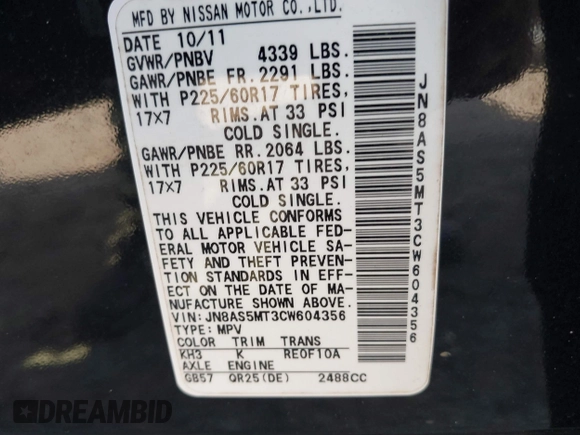 MFD BY NISSAN MOTOR CO.,LTD.
DATE 10/11
GVWR/PNBV 4339 LBS.
GAWR/PNBE FR.2291 LBS.
WITH P225/60R17 TIRES,
17×7 RIMS.AT 33 PSI
COLD SINGLE.
GAWR/PNBE RR.2064 LBS.
WITH P225/60R17 TIRES,
17×7 RIMS.AT 33 PSI
COLD SINGLE.
THIS VEHICLE CONFORMS
TO ALL APPLICABLE FED-
ERAL MOTOR VEHICLE SA-
FETY AND THEFT PREVEN-
TION STANDARDS IN EFF-
ECT ON THE DATE OF MA-
NUFACTURE SHOWN ABOVE.
VIN:JN8AS5MT3CW604356
TYPE:MPV
COLOR TRIM TRANS
KH3 K RE0F10A
AXLE ENGINE
GB57 QR25(DE) 2488CC
JN8AS5MT3CW604356
DREAMBID